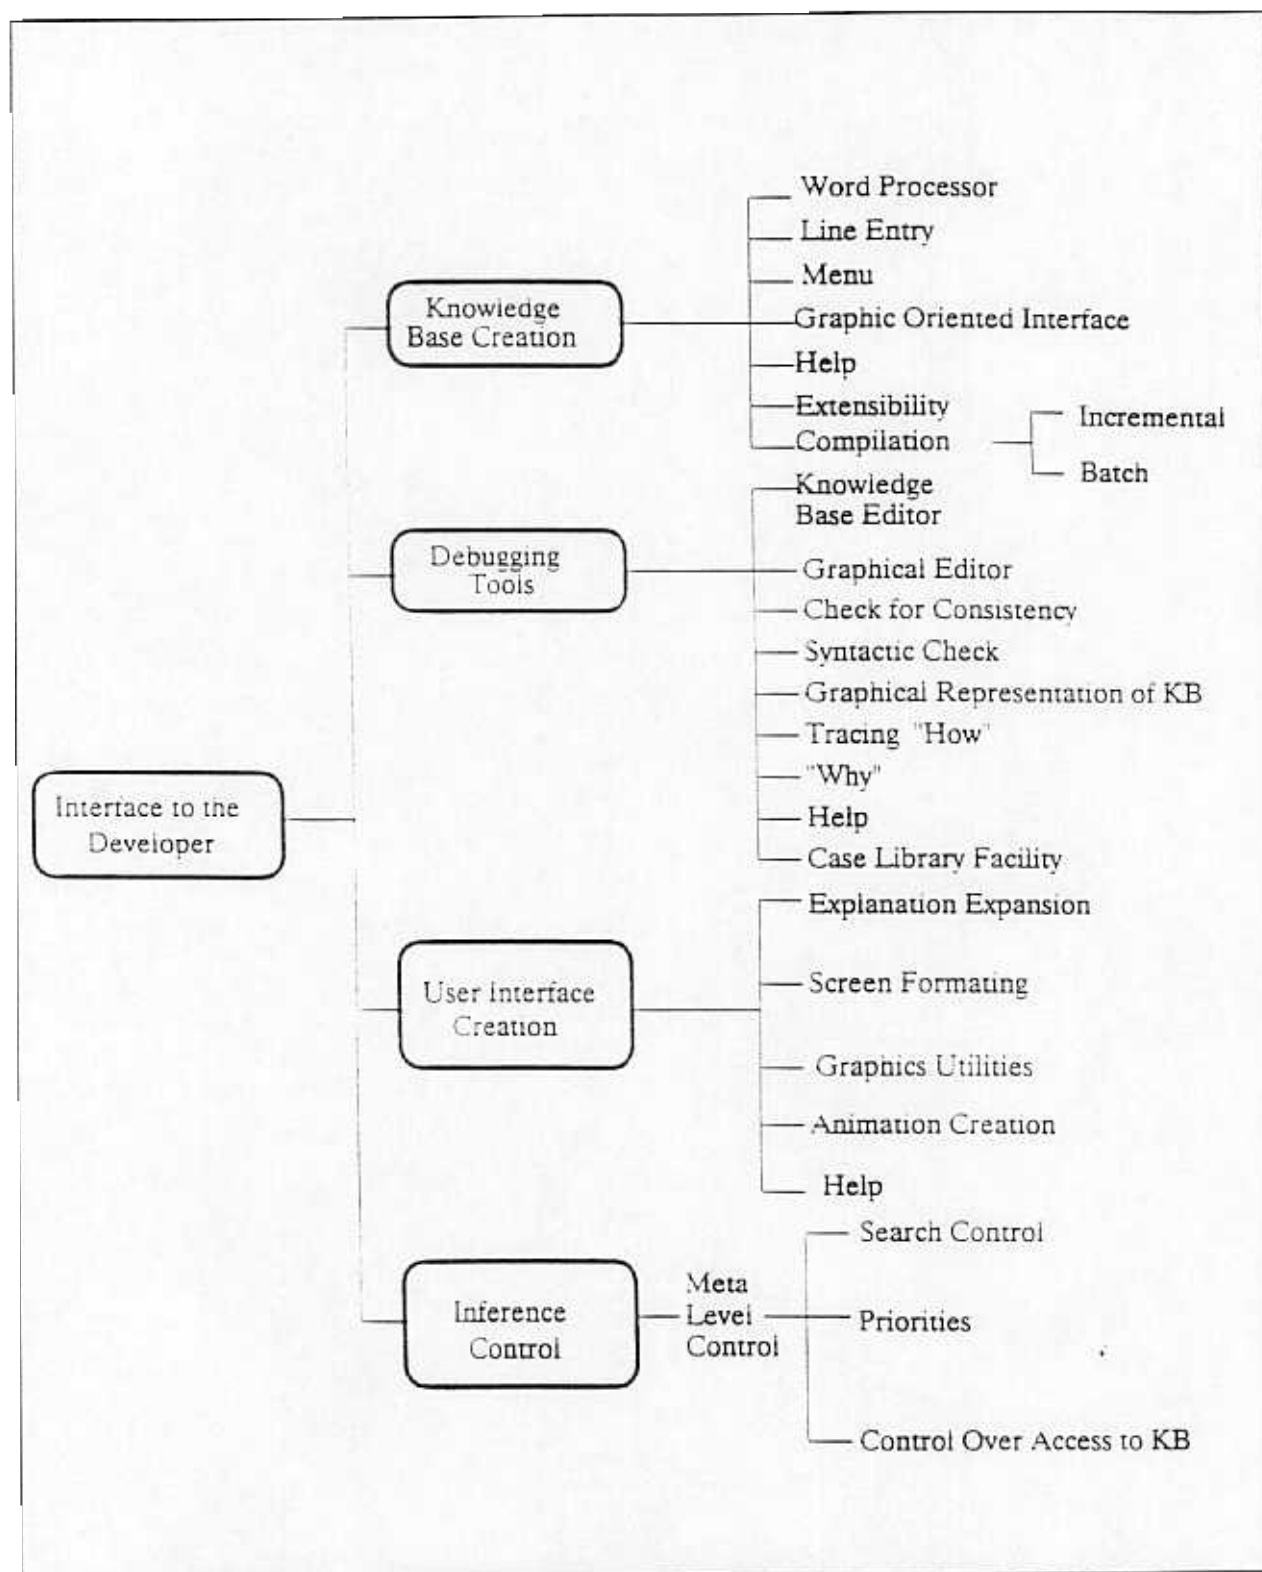 Word Processor
Line Entry
Menu
Knowledge
Base Creation
Graphic Oriented Interface
Help
Extensibility
Compilation
Incremental
Batch
Knowledge
Base Editor
Debugging
Tools
Graphical Editor
Check for Consistency
Syntactic Check
Graphical Representation of KB
Tracing "How"
"Why"
Help
Case Library Facility
Interface to the
Developer
Explanation Expansion
Screen Formating
User Interface
Creation
Graphics Utilities
Animation Creation
Help
Search Control
Inference
Control
Meta
Level
Control
Priorities
Control Over Access to KB